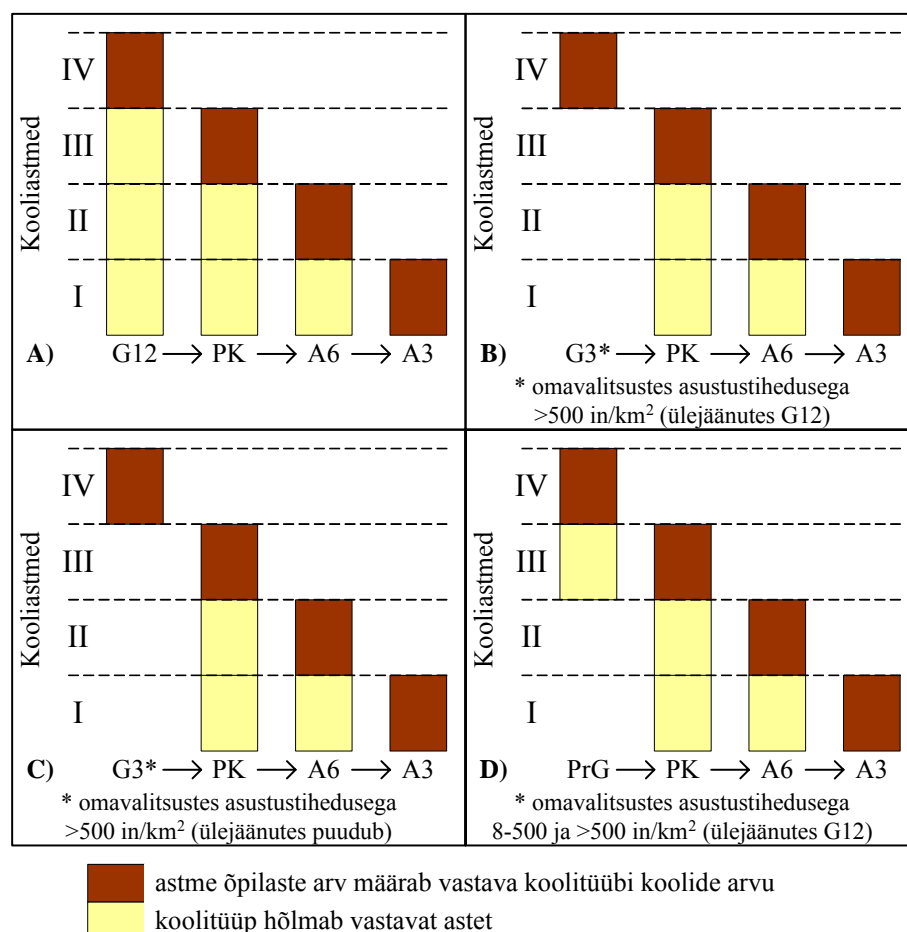 Kooliastmed
IV
III
II
I
A) G12 → PK → A6 → A3
Kooliastmed
IV
III
II
I
B) G3* → PK → A6 → A3
* omavalitsustes asustustihedusega
>500 in/km² (ülejäänutes G12)
Kooliastmed
IV
III
II
I
C) G3* → PK → A6 → A3
* omavalitsustes asustustihedusega
>500 in/km² (ülejäänutes puudub)
Kooliastmed
IV
III
II
I
D) PrG → PK → A6 → A3
* omavalitsustes asustustihedusega
8-500 ja >500 in/km² (ülejäänutes G12)
astme õpilaste arv määrab vastava koolitüübi koolide arvu
koolitüüp hõlmab vastavat astet